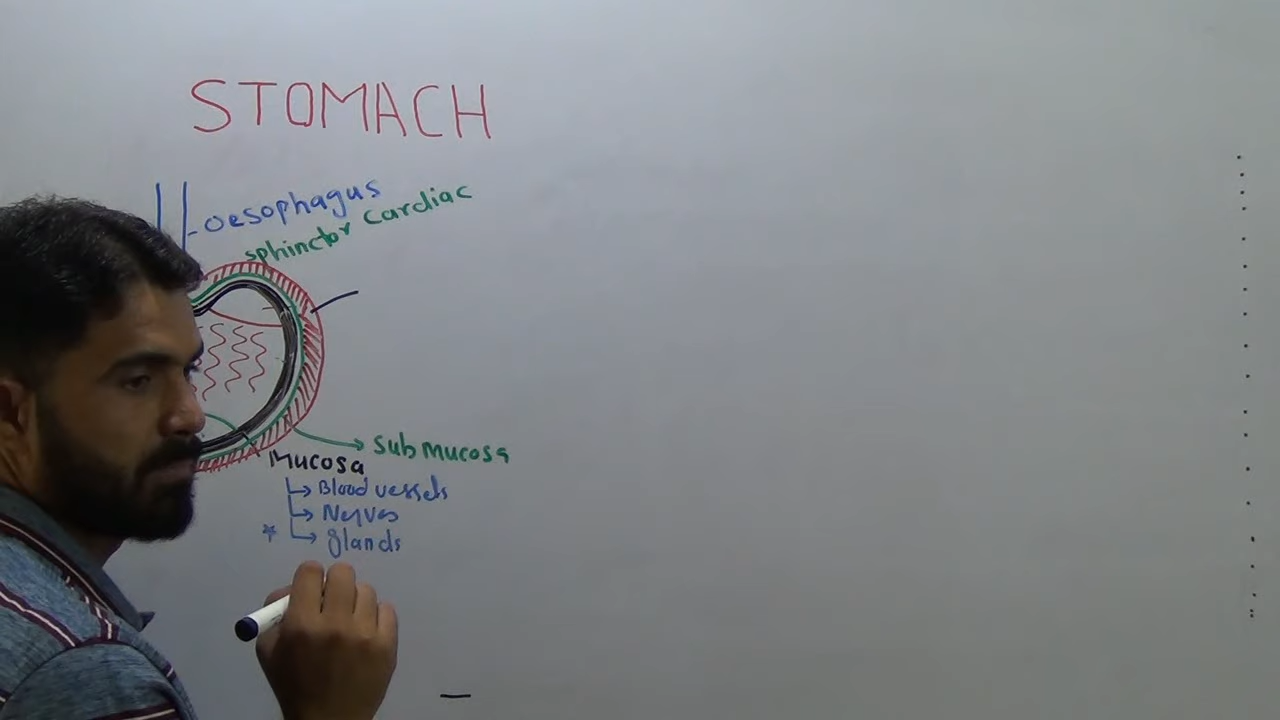 STOMACH
oesophagus
sphinctor cardiac
submucosa
Mucosa
Blood vessels
Nerves
glands